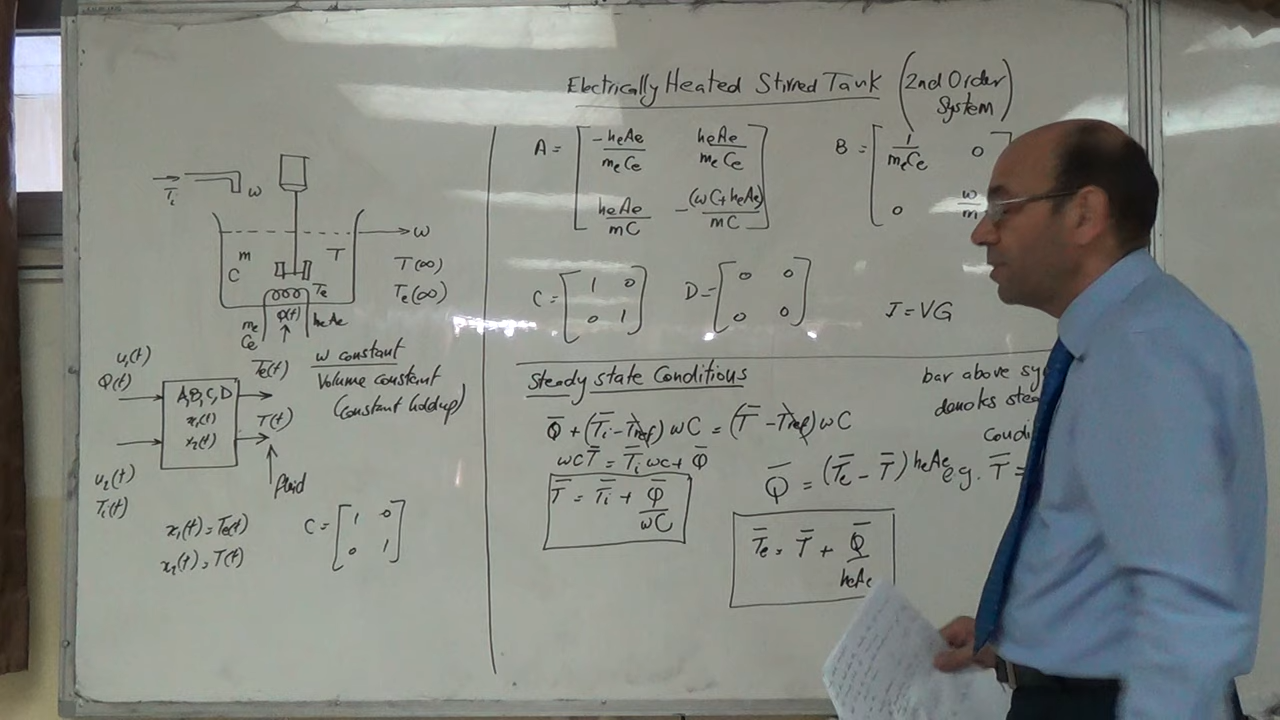 Electrically Heated Stirred Tank (2nd Order System)
A = [ -heAe/meCe heAe/meCe
heAe/mC -(wC+heAe)/mC ]
B = [ 1/meCe 0
0 w/m
C = [ 1 0
0 1 ]
D = [ 0 0
0 0 ]
J = VG
Ti
w
m
C
T
w
T(∞)
Te
Te(∞)
Q(t)
me
Ce
heAe
u1(t)
Q(t)
Te(t)
A,B,C,D
x1(t)
x2(t)
T(t)
u2(t)
Ti(t)
fluid
w constant
Volume constant
(Constant holdup)
x1(t) = Te(t)
x2(t) = T(t)
C = [ 1 0
0 1 ]
Steady state Conditions
Q̄ + (T̄i - Tref) wC = (T̄ - Tref) wC
wCT̄ = T̄i wC + Q̄
T̄ = T̄i + Q̄/wC
Q̄ = (T̄e - T̄) heAe
T̄e = T̄ + Q̄/heAe
bar above
denotes
e.g. T̄ =